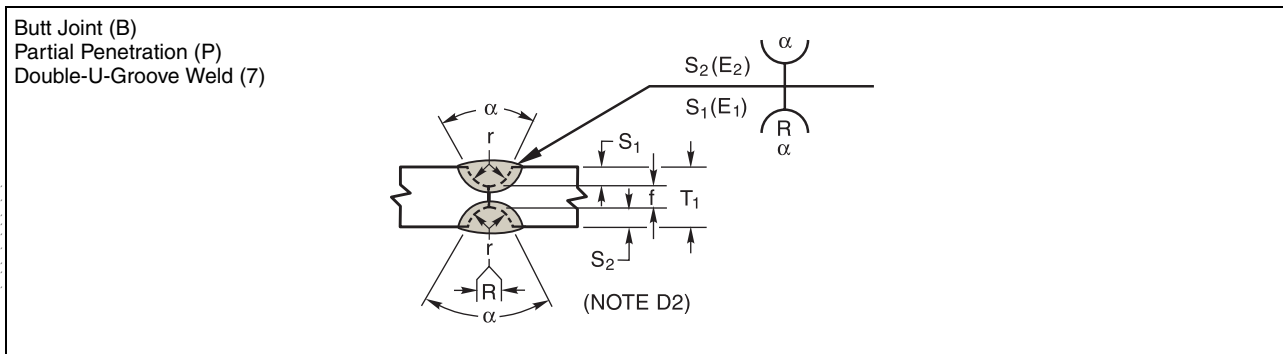 Butt Joint (B)
Partial Penetration (P)
Double-U-Groove Weld (7)
α
S₂(E₂)
S₁(E₁)
R
α
α
r
S₁
f
T₁
r
S₂
R
(NOTE D2)
α